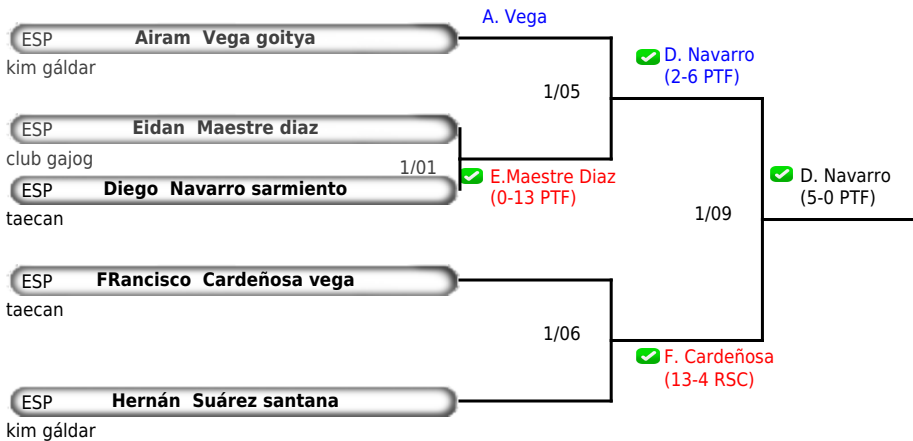 A. Vega
ESP Airam Vega goitya
kim gáldar
D. Navarro
(2-6 PTF)
1/05
ESP Eidan Maestre diaz
club gajog
1/01
E.Maestre Diaz
(0-13 PTF)
ESP Diego Navarro sarmiento
taecan
D. Navarro
(5-0 PTF)
1/09
ESP FRancisco Cardeñosa vega
taecan
1/06
F. Cardeñosa
(13-4 RSC)
ESP Hernán Suárez santana
kim gáldar